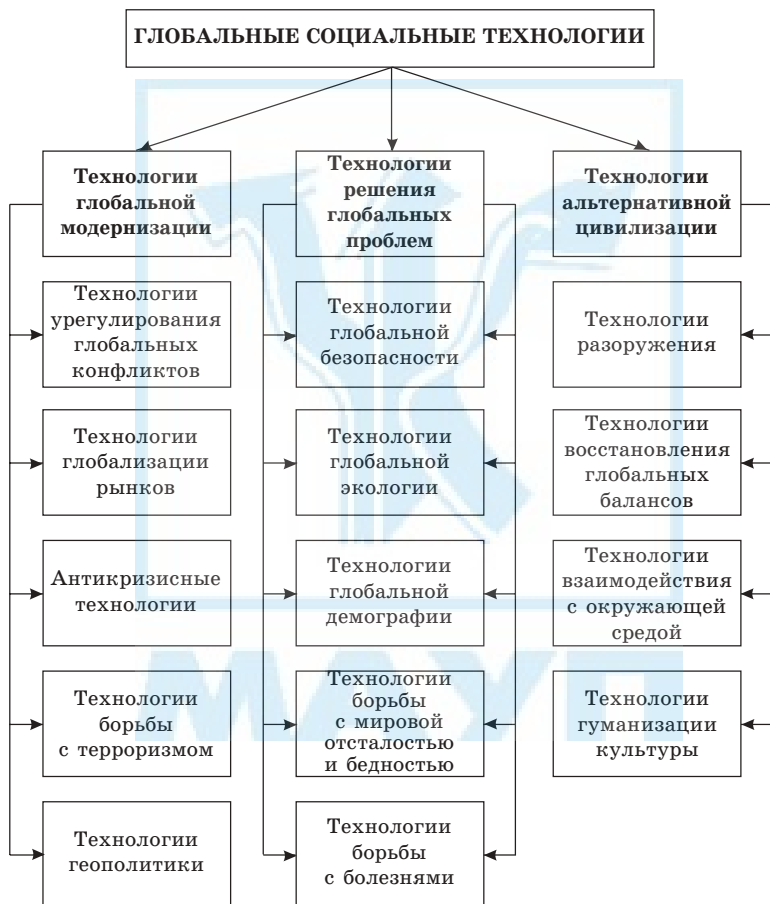 ГЛОБАЛЬНЫЕ СОЦИАЛЬНЫЕ ТЕХНОЛОГИИ
Технологии
глобальной
модернизации
Технологии
решения
глобальных
проблем
Технологии
альтернативной
цивилизации
Технологии
урегулирования
глобальных
конфликтов
Технологии
глобальной
безопасности
Технологии
разоружения
Технологии
глобализации
рынков
Технологии
глобальной
экологии
Технологии
восстановления
глобальных
балансов
Антикризисные
технологии
Технологии
глобальной
демографии
Технологии
взаимодействия
с окружающей
средой
Технологии
борьбы
с терроризмом
Технологии
борьбы
с мировой
отсталостью
и бедностью
Технологии
гуманизации
культуры
Технологии
геополитики
Технологии
борьбы
с болезнями
МАУП